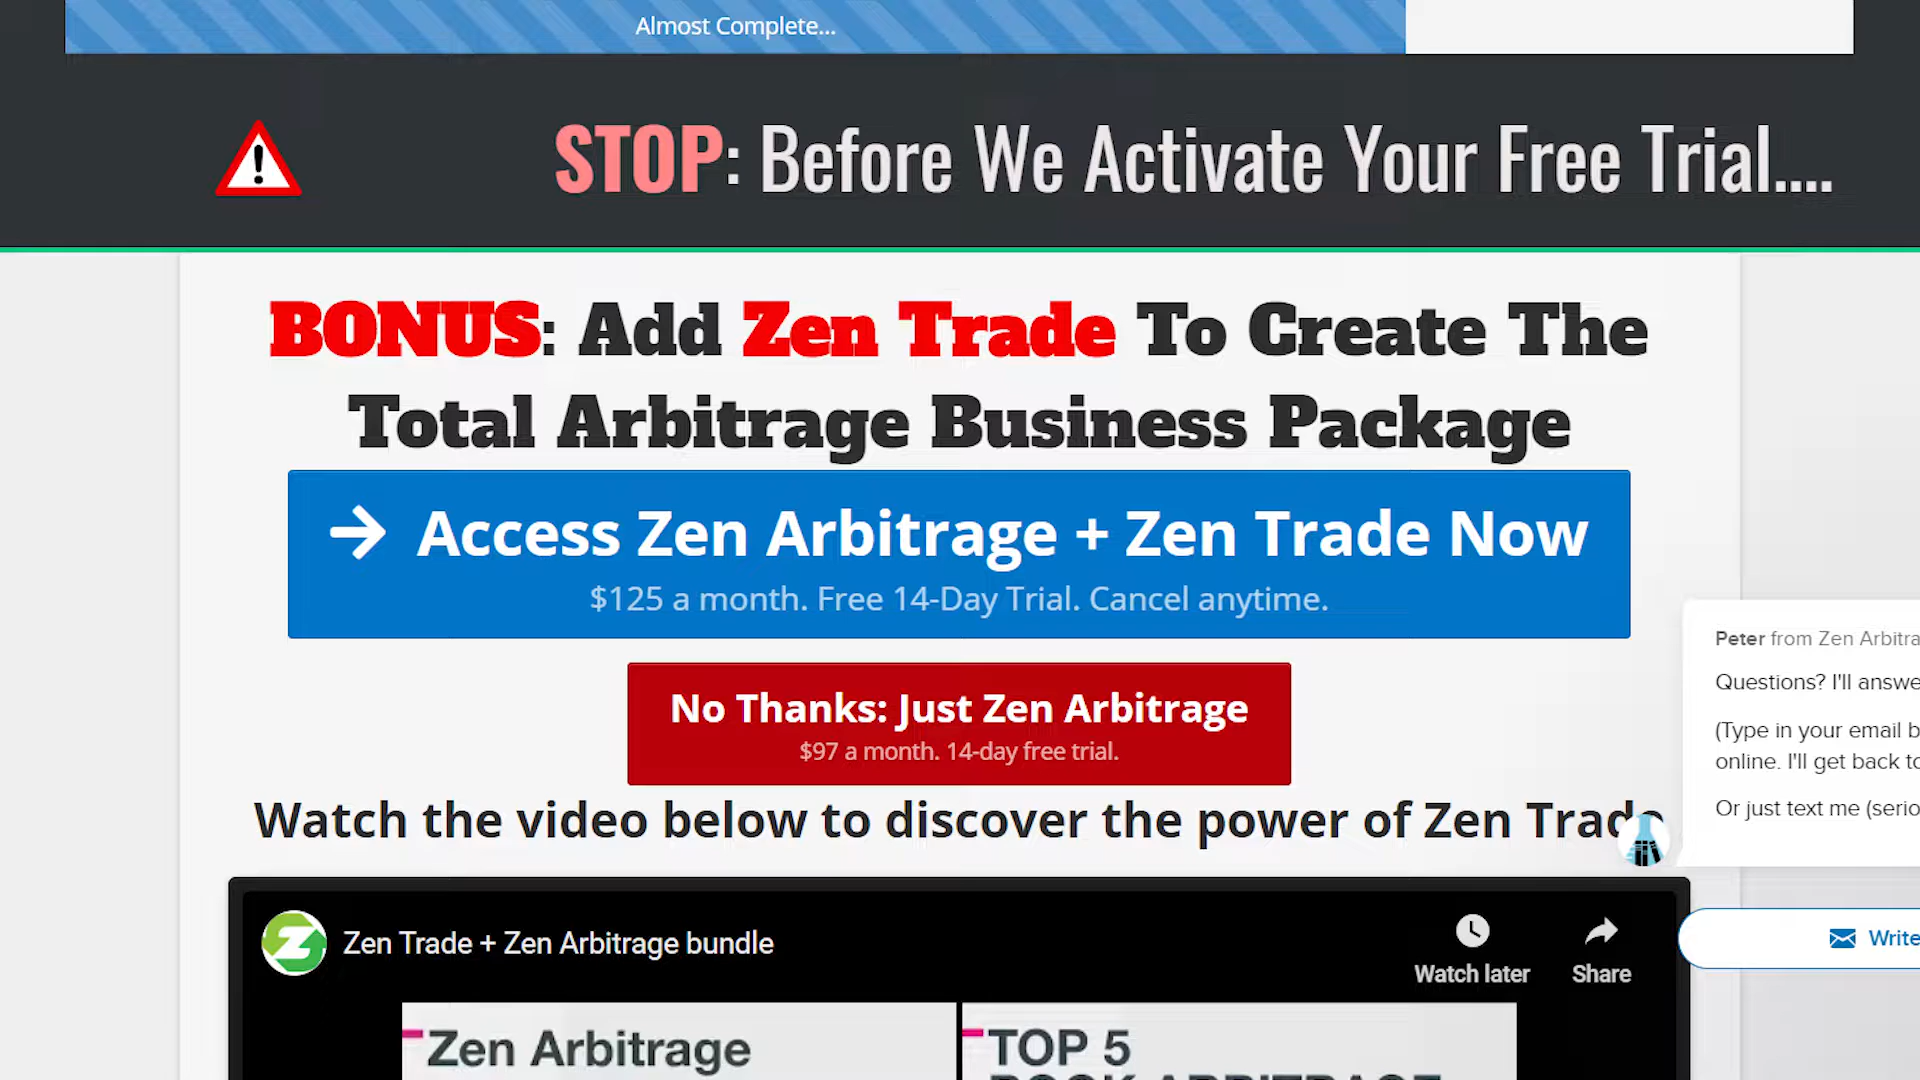 Almost Complete...
STOP: Before We Activate Your Free Trial....
BONUS: Add Zen Trade To Create The
Total Arbitrage Business Package
Access Zen Arbitrage + Zen Trade Now
$125 a month. Free 14-Day Trial. Cancel anytime.
No Thanks: Just Zen Arbitrage
$97 a month. 14-day free trial.
Watch the video below to discover the power of Zen Trade
Peter from Zen Arbitra
Questions? I'll answe
(Type in your email b
online. I'll get back to
Or just text me (serio
Write
Zen Trade + Zen Arbitrage bundle
Watch later
Share
Zen Arbitrage
TOP 5
BOOK ARBITRAGE